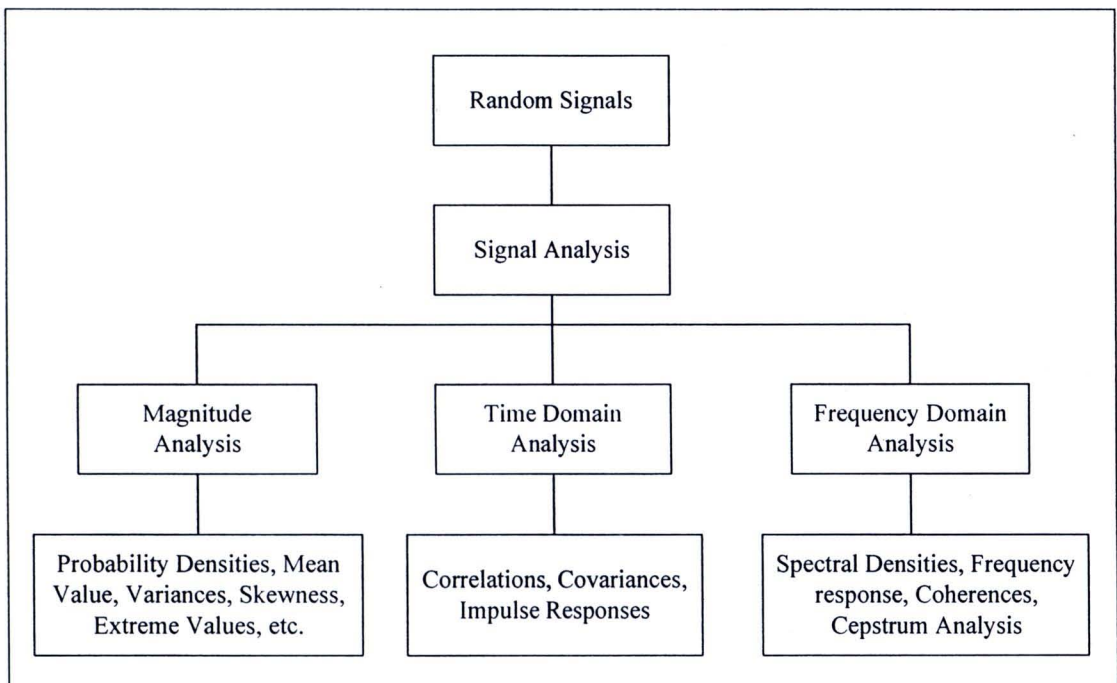 Random Signals
Signal Analysis
Magnitude
Analysis
Time Domain
Analysis
Frequency Domain
Analysis
Probability Densities, Mean
Value, Variances, Skewness,
Extreme Values, etc.
Correlations, Covariances,
Impulse Responses
Spectral Densities, Frequency
response, Coherences,
Cepstrum Analysis